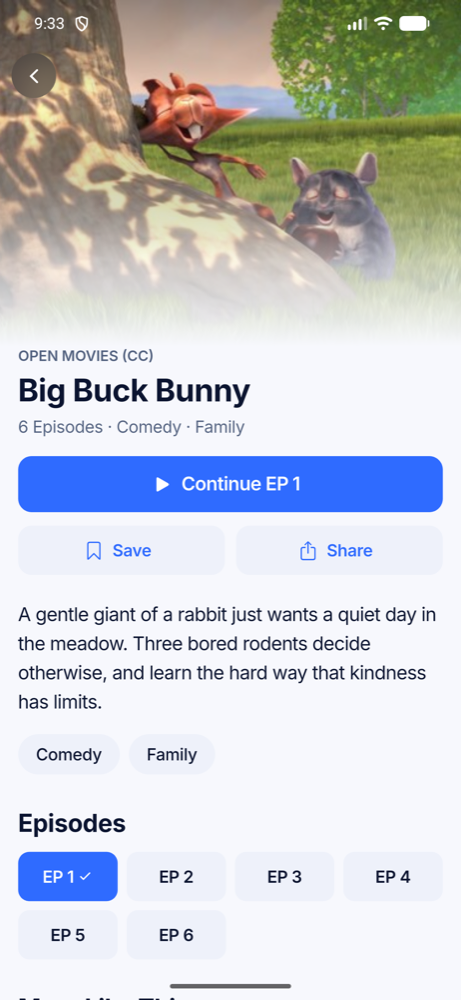 9:33
OPEN MOVIES (CC)
Big Buck Bunny
6 Episodes · Comedy · Family
Continue EP 1
Save
Share
A gentle giant of a rabbit just wants a quiet day in
the meadow. Three bored rodents decide
otherwise, and learn the hard way that kindness
has limits.
Comedy
Family
Episodes
EP 1 ✓
EP 2
EP 3
EP 4
EP 5
EP 6